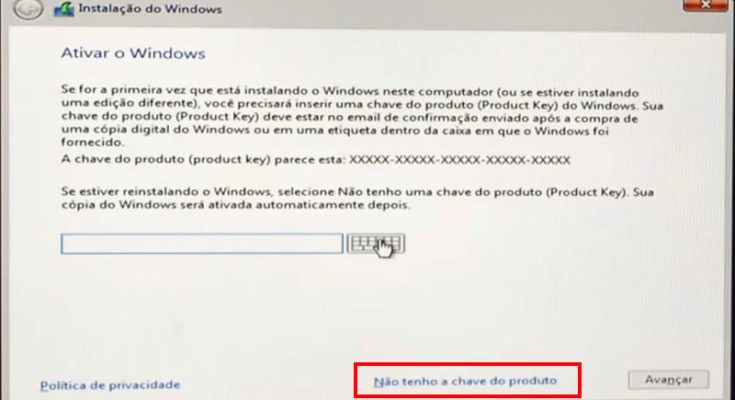 Instalação do Windows
Ativar o Windows
Se for a primeira vez que está instalando o Windows neste computador (ou se estiver instalando
uma edição diferente), você precisará inserir uma chave do produto (Product Key) do Windows. Sua
chave do produto (Product Key) deve estar no email de confirmação enviado após a compra de
uma cópia digital do Windows ou em uma etiqueta dentro da caixa em que o Windows foi
fornecido.
A chave do produto (product key) parece esta: XXXXX-XXXXX-XXXXX-XXXXX-XXXXX
Se estiver reinstalando o Windows, selecione Não tenho uma chave do produto (Product Key). Sua
cópia do Windows será ativada automaticamente depois.
Política de privacidade
Não tenho a chave do produto
Avançar